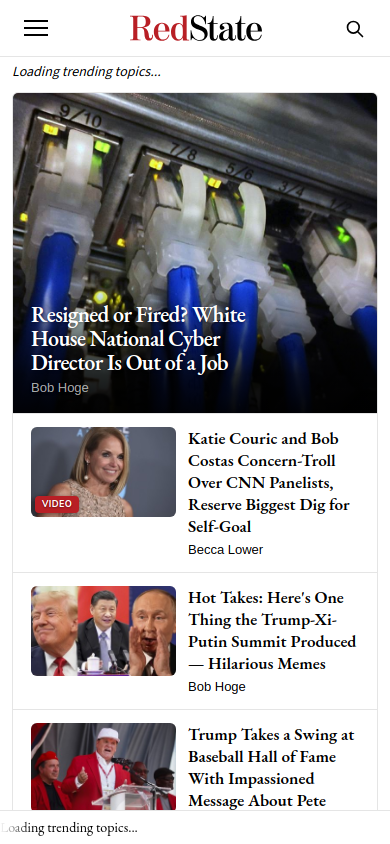 RedState
Loading trending topics...
9/10
7/8
5/6
3/4
Resigned or Fired? White
House National Cyber
Director Is Out of a Job
Bob Hoge
Katie Couric and Bob
Costas Concern-Troll
Over CNN Panelists,
Reserve Biggest Dig for
Self-Goal
VIDEO
Becca Lower
Hot Takes: Here's One
Thing the Trump-Xi-
Putin Summit Produced
— Hilarious Memes
Bob Hoge
Trump Takes a Swing at
Baseball Hall of Fame
With Impassioned
Message About Pete
Loading trending topics...